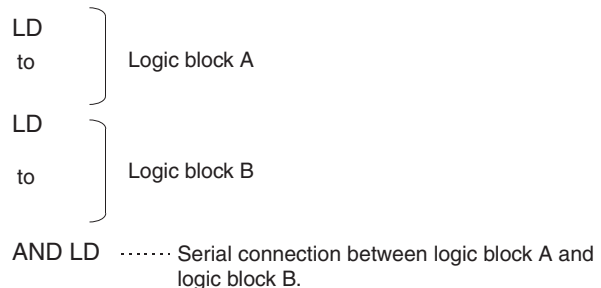 LD
to Logic block A
LD
to Logic block B
AND LD ······· Serial connection between logic block A and
logic block B.